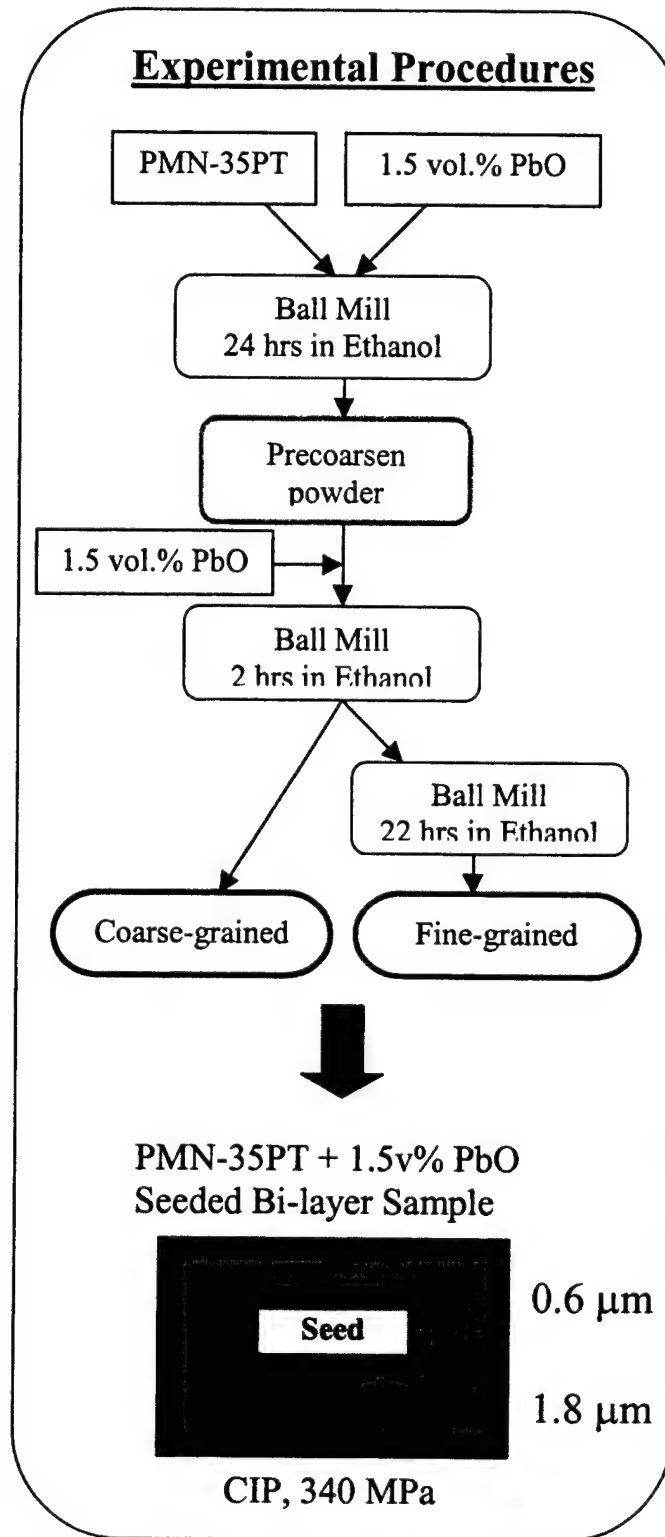 Experimental Procedures
PMN-35PT
1.5 vol.% PbO
Ball Mill
24 hrs in Ethanol
Precoarsen
powder
1.5 vol.% PbO
Ball Mill
2 hrs in Ethanol
Ball Mill
22 hrs in Ethanol
Coarse-grained
Fine-grained
PMN-35PT + 1.5v% PbO
Seeded Bi-layer Sample
0.6 μm
Seed
1.8 μm
CIP, 340 MPa